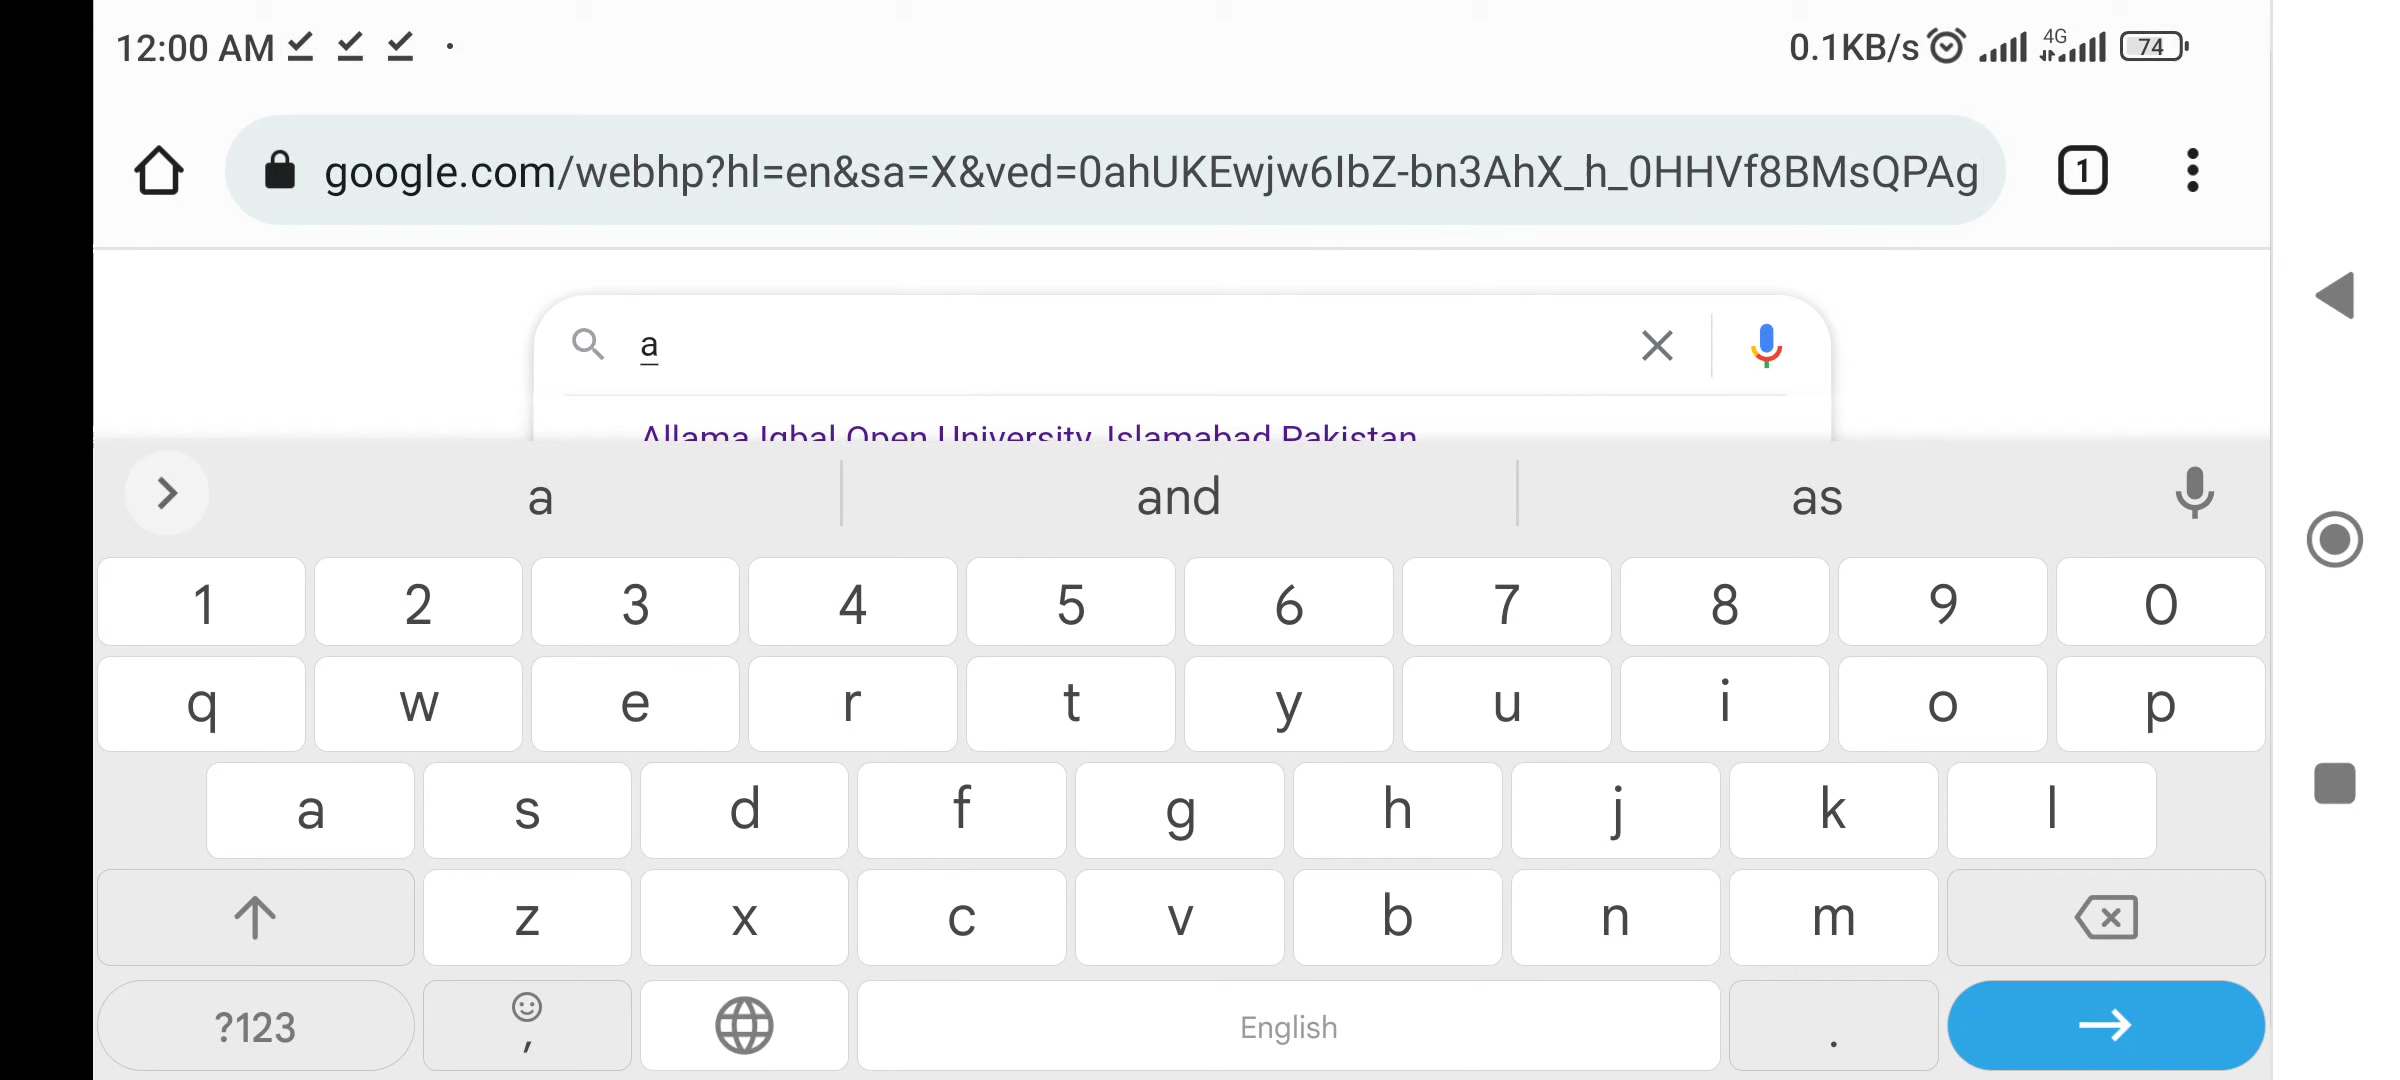 12:00 AM
0.1KB/s 4G 74
google.com/webhp?hl=en&sa=X&ved=0ahUKEwjw6IbZ-bn3AhX_h_0HHVf8BMsQPAg
1
a
Allama Iqbal Open University, Islamabad Pakistan
a and as
1 2 3 4 5 6 7 8 9 0
q w e r t y u i o p
a s d f g h j k l
z x c v b n m
?123 , English .